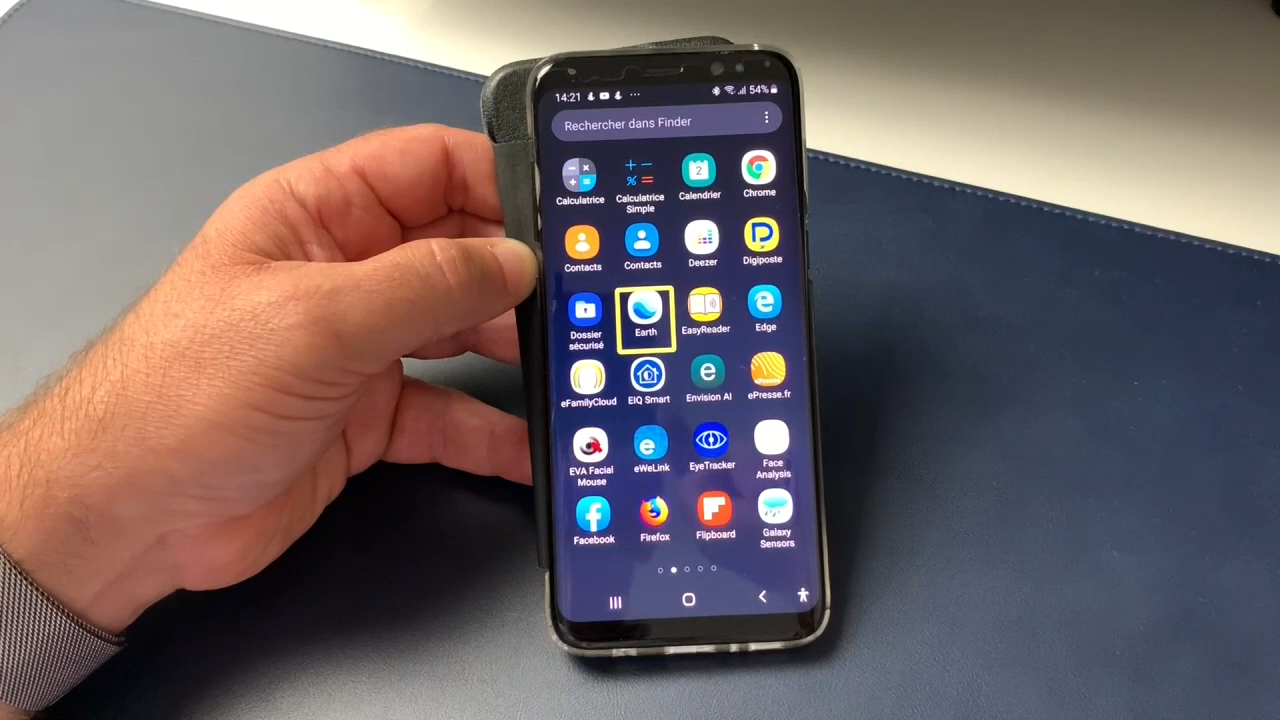 14:21 ... 54%
Rechercher dans Finder
2
Calculatrice
Calculatrice
Simple
Calendrier
Chrome
Contacts
Contacts
Deezer
Digiposte
Dossier
sécurisé
Earth
EasyReader
Edge
eFamilyCloud
EIQ Smart
Envision AI
ePresse
ePresse.fr
EVA Facial
Mouse
eWeLink
EyeTracker
Face
Analysis
Facebook
Firefox
Flipboard
Galaxy
Sensors